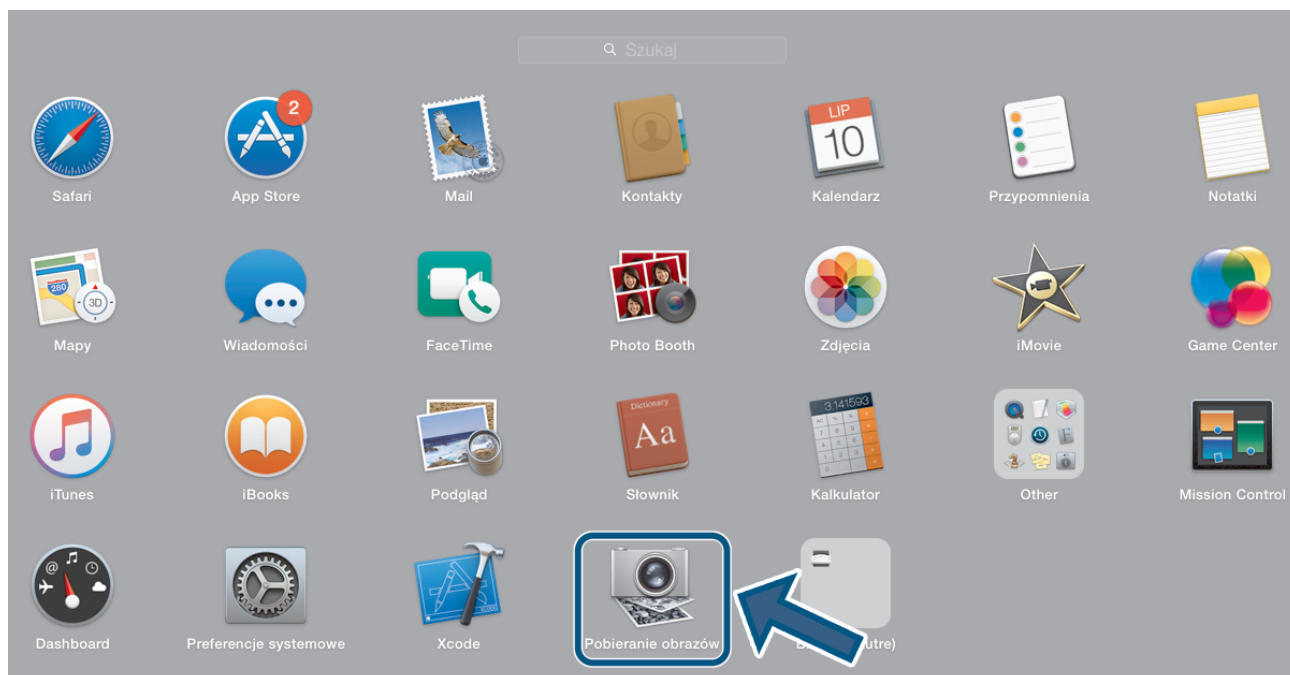 Szukaj
2
LIP
10
Safari
App Store
Mail
Kontakty
Kalendarz
Przypomnienia
Notatki
280
3D
Mapy
Wiadomości
FaceTime
Photo Booth
Zdjęcia
iMovie
Game Center
Dictionary
Aa
3.141593
iTunes
iBooks
Podgląd
Słownik
Kalkulator
Other
Mission Control
@
Dashboard
Preferencje systemowe
Xcode
Pobieranie obrazów
utre)